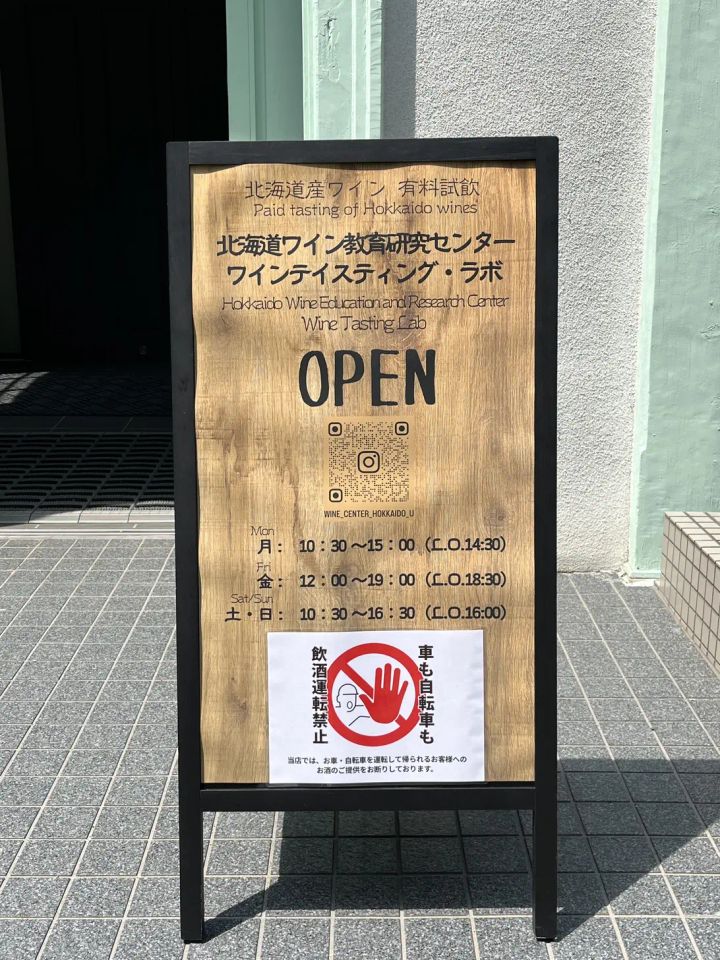 北海道産ワイン 有料試飲
Paid tasting of Hokkaido wines
北海道ワイン教育研究センター
ワインテイスティング・ラボ
Hokkaido Wine Education and Research Center
Wine Tasting Lab
OPEN
WINE_CENTER_HOKKAIDO_U
Mon
月： 10：30～15：00（L.O.14:30）
Fri
金： 12：00～19：00（L.O.18:30）
Sat/Sun
土・日： 10：30～16：30（L.O.16:00）
車も自転車も
飲酒運転禁止
当店では、お車・自転車を運転して帰られるお客様への
お酒のご提供をお断りしております。